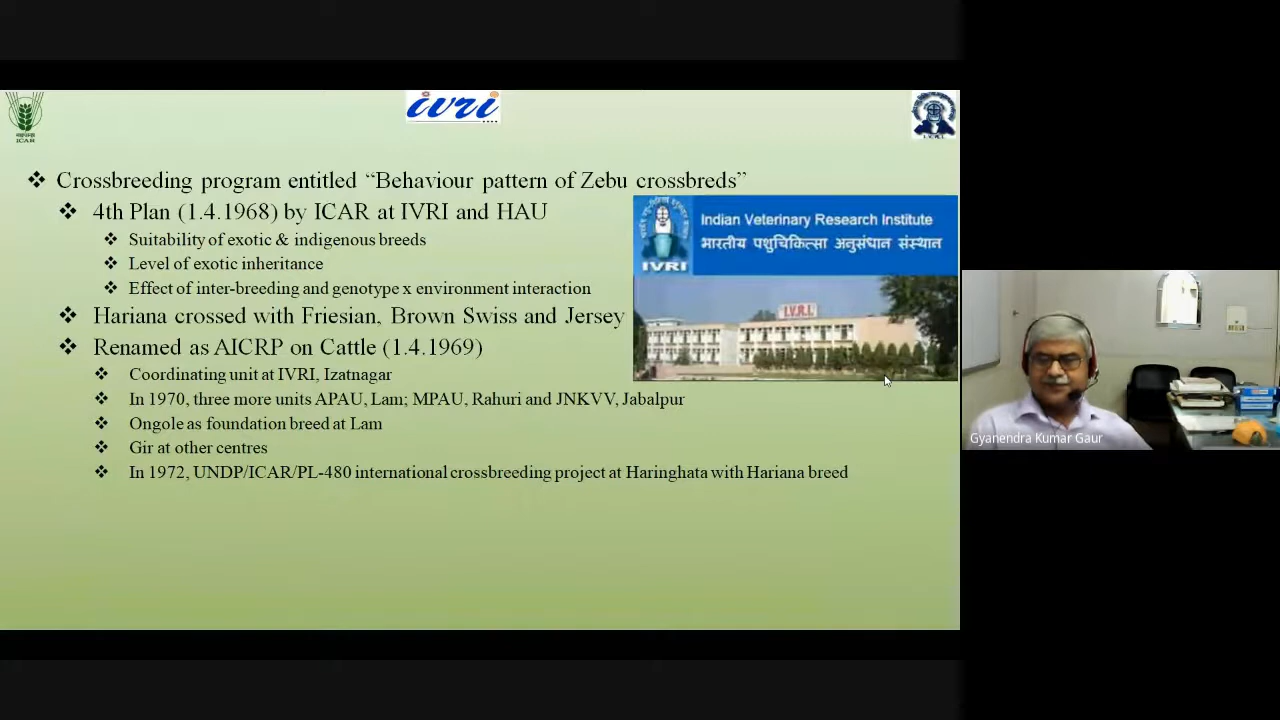 ICAR
ivri
❖ Crossbreeding program entitled “Behaviour pattern of Zebu crossbreds”
❖ 4th Plan (1.4.1968) by ICAR at IVRI and HAU
❖ Suitability of exotic & indigenous breeds
❖ Level of exotic inheritance
❖ Effect of inter-breeding and genotype x environment interaction
❖ Hariana crossed with Friesian, Brown Swiss and Jersey
❖ Renamed as AICRP on Cattle (1.4.1969)
❖ Coordinating unit at IVRI, Izatnagar
❖ In 1970, three more units APAU, Lam; MPAU, Rahuri and JNKVV, Jabalpur
❖ Ongole as foundation breed at Lam
❖ Gir at other centres
❖ In 1972, UNDP/ICAR/PL-480 international crossbreeding project at Haringhata with Hariana breed
Indian Veterinary Research Institute
भारतीय पशुचिकित्सा अनुसंधान संस्थान
IVRI
I.V.R.I.
Gyanendra Kumar Gaur